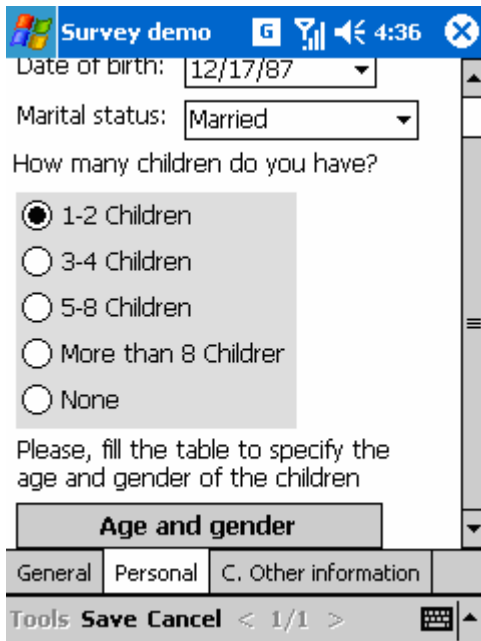 Survey demo G 4:36
Date of birth: 12/17/87
Marital status: Married
How many children do you have?
1-2 Children
3-4 Children
5-8 Children
More than 8 Childrer
None
Please, fill the table to specify the
age and gender of the children
Age and gender
General Personal C. Other information
Tools Save Cancel < 1/1 >